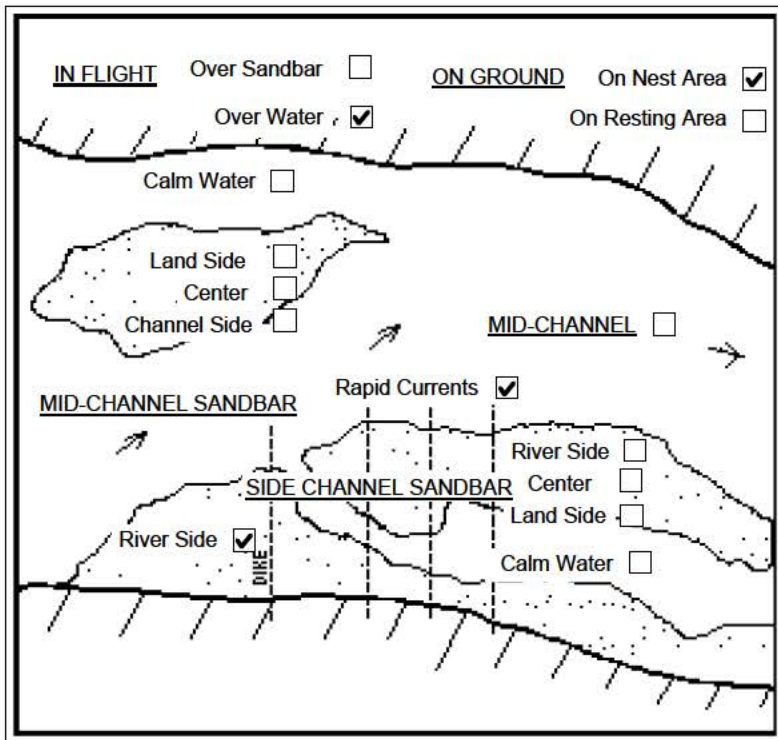 IN FLIGHT Over Sandbar ON GROUND On Nest Area
Over Water On Resting Area
Calm Water
Land Side
Center
Channel Side
MID-CHANNEL
Rapid Currents
MID-CHANNEL SANDBAR
River Side
SIDE CHANNEL SANDBAR Center
Land Side
River Side
DIKE
Calm Water